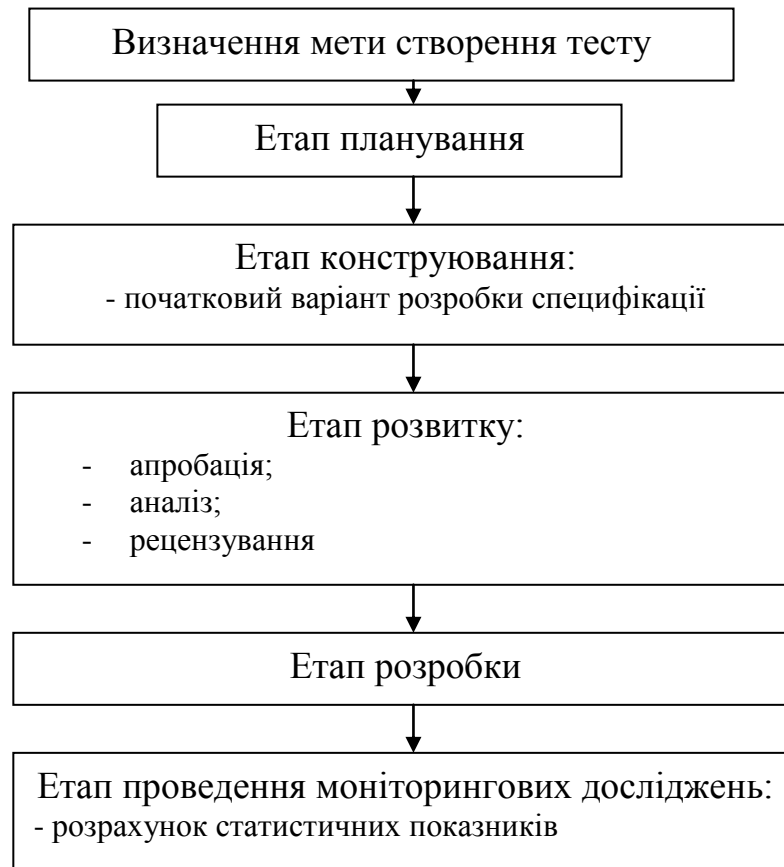 Визначення мети створення тесту
Етап планування
Етап конструювання:
- початковий варіант розробки специфікації
Етап розвитку:
- апробація;
- аналіз;
- рецензування
Етап розробки
Етап проведення моніторингових досліджень:
- розрахунок статистичних показників